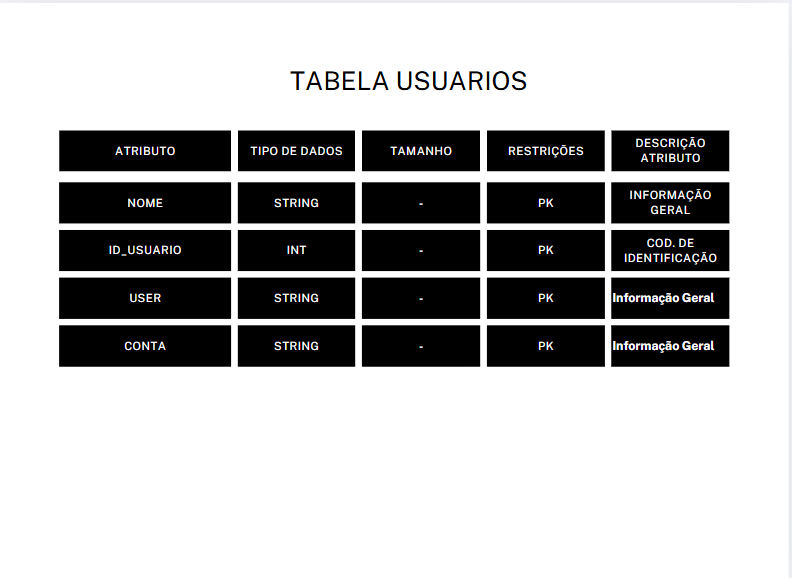 TABELA USUARIOS
ATRIBUTO TIPO DE DADOS TAMANHO RESTRIÇÕES DESCRIÇÃO ATRIBUTO
NOME STRING - PK INFORMAÇÃO GERAL
ID_USUARIO INT - PK COD. DE IDENTIFICAÇÃO
USER STRING - PK Informação Geral
CONTA STRING - PK Informação Geral